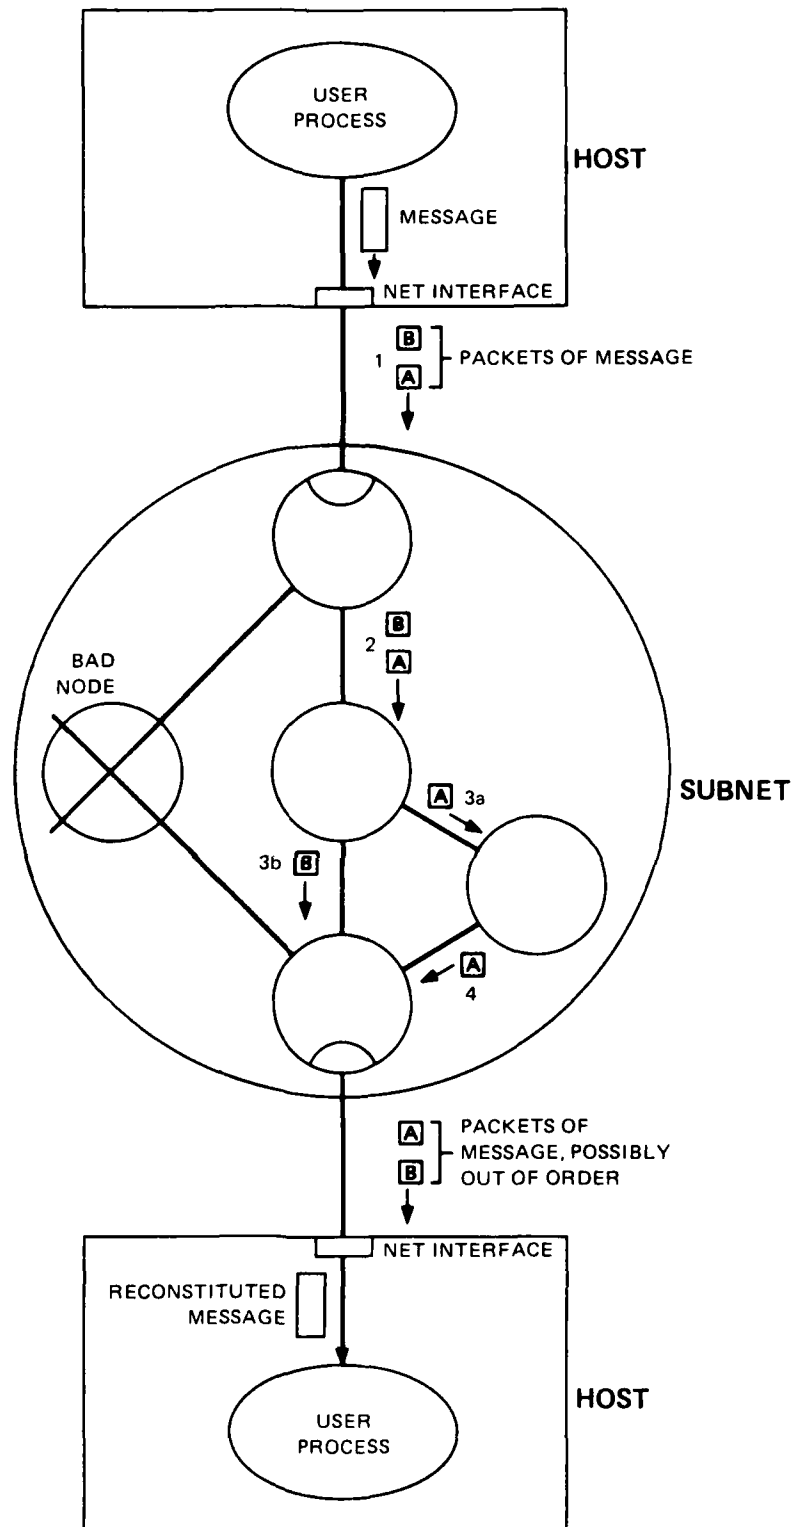 USER
PROCESS
HOST
MESSAGE
NET INTERFACE
B
1
PACKETS OF MESSAGE
A
B
2
A
BAD
NODE
SUBNET
A 3a
3b B
A
4
A
PACKETS OF
MESSAGE, POSSIBLY
OUT OF ORDER
B
NET INTERFACE
RECONSTITUTED
MESSAGE
HOST
USER
PROCESS